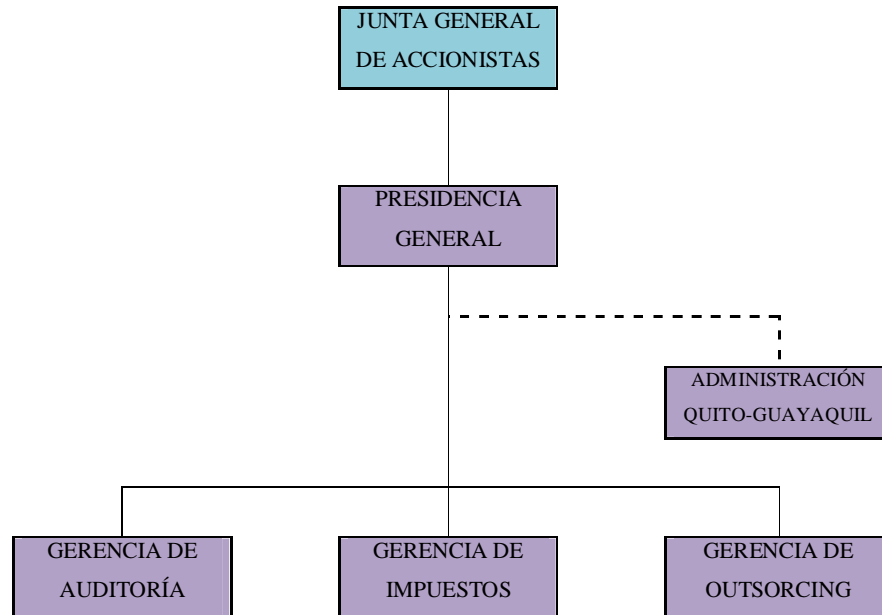 JUNTA GENERAL
DE ACCIONISTAS
PRESIDENCIA
GENERAL
ADMINISTRACIÓN
QUITO-GUAYAQUIL
GERENCIA DE
AUDITORÍA
GERENCIA DE
IMPUESTOS
GERENCIA DE
OUTSORCING